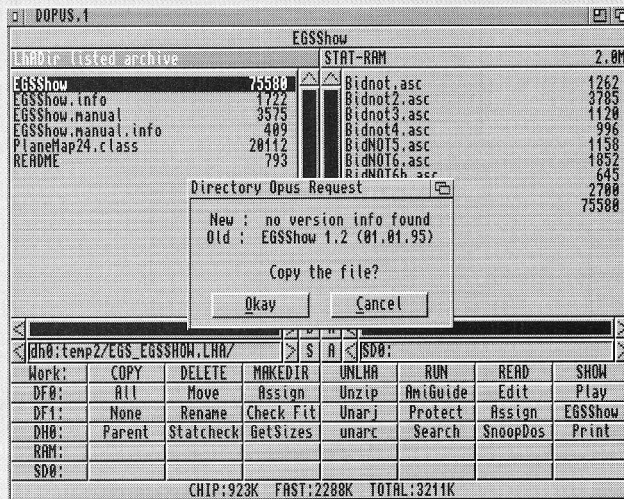 DOPUS.1
EGSShow
LhADir listed archive
STAT-RAM 2.0M
EGSShow 75580
EGSShow.info 1722
EGSShow.manual 3575
EGSShow.manual.info 409
PlaneMap24.class 20112
README 793
Bidnot.asc 1262
Bidnot2.asc 3785
Bidnot3.asc 1120
Bidnot4.asc 996
BidNOT5.asc 1158
BidNOT6.asc 1852
BidNOT6b.asc 645
2700
75580
Directory Opus Request
New : no version info found
Old : EGSShow 1.2 (01.01.95)
Copy the file?
Okay Cancel
dh0:temp2/EGS_EGSSHOW.LHA/ S A SD0:
Work: COPY DELETE MAKEDIR UNLHA RUN READ SHOW
DF0: All Move Assign Unzip AmiGuide Edit Play
DF1: None Rename Check Fit Unarj Protect Assign EGSShow
DH0: Parent Statcheck GetSizes unarc Search SnoopDos Print
RAM:
SD0:
CHIP:923K FAST:2288K TOTAL:3211K